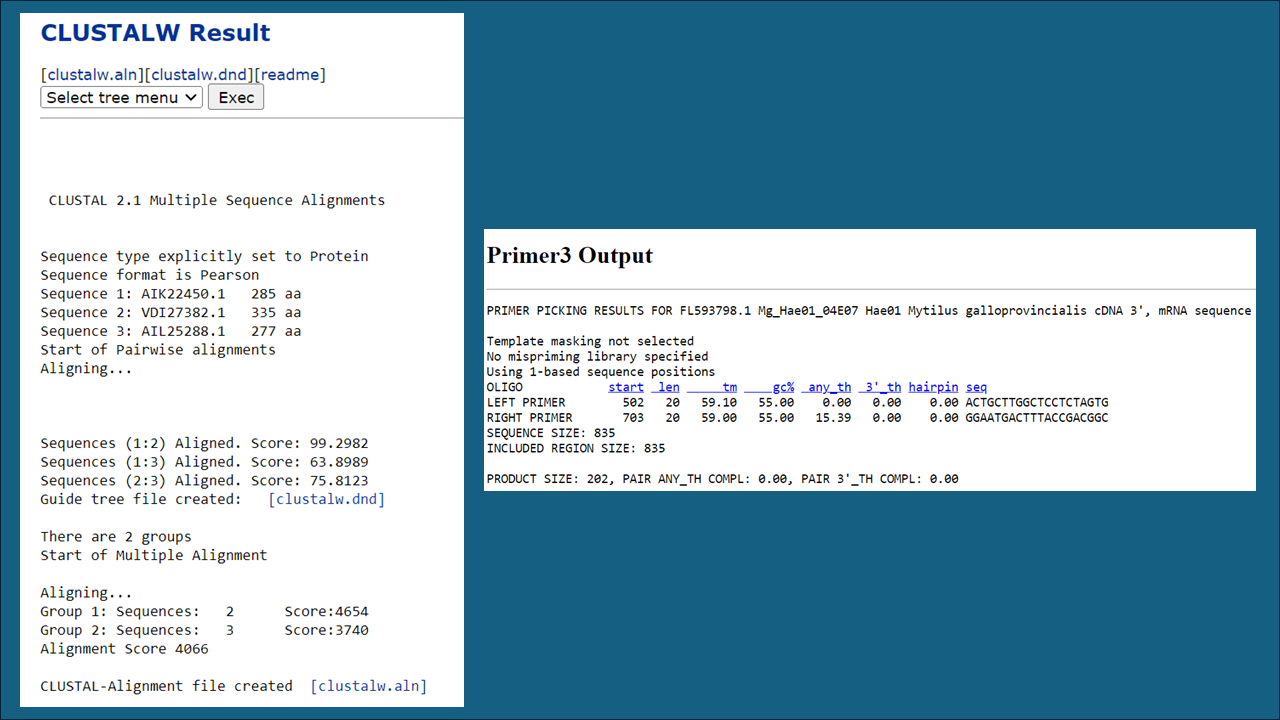 CLUSTALW Result
[clustalw.aln][clustalw.dnd][readme]
Select tree menu Exec
CLUSTAL 2.1 Multiple Sequence Alignments
Sequence type explicitly set to Protein
Sequence format is Pearson
Sequence 1: AIK22450.1 285 aa
Sequence 2: VDI27382.1 335 aa
Sequence 3: AIL25288.1 277 aa
Start of Pairwise alignments
Aligning...
Sequences (1:2) Aligned. Score: 99.2982
Sequences (1:3) Aligned. Score: 63.8989
Sequences (2:3) Aligned. Score: 75.8123
Guide tree file created: [clustalw.dnd]
There are 2 groups
Start of Multiple Alignment
Aligning...
Group 1: Sequences: 2 Score:4654
Group 2: Sequences: 3 Score:3740
Alignment Score 4066
CLUSTAL-Alignment file created [clustalw.aln]
Primer3 Output
PRIMER PICKING RESULTS FOR FL593798.1 Mg_Hae01_04E07 Hae01 Mytilus galloprovincialis cDNA 3', mRNA sequence
Template masking not selected
No mispriming library specified
Using 1-based sequence positions
OLIGO start len tm gc% any_th 3'_th hairpin seq
LEFT PRIMER 502 20 59.10 55.00 0.00 0.00 0.00 ACTGCTTGGCTCCTCTAGTG
RIGHT PRIMER 703 20 59.00 55.00 15.39 0.00 0.00 GGAATGACTTTACCGACGGC
SEQUENCE SIZE: 835
INCLUDED REGION SIZE: 835
PRODUCT SIZE: 202, PAIR ANY_TH COMPL: 0.00, PAIR 3'_TH COMPL: 0.00